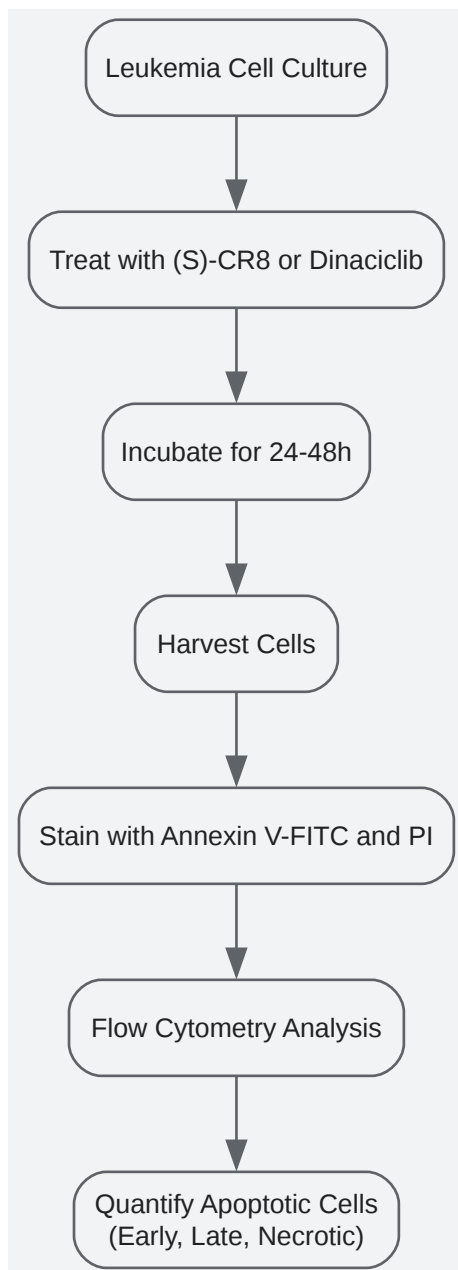 Leukemia Cell Culture
Treat with (S)-CR8 or Dinaciclib
Incubate for 24-48h
Harvest Cells
Stain with Annexin V-FITC and PI
Flow Cytometry Analysis
Quantify Apoptotic Cells
(Early, Late, Necrotic)